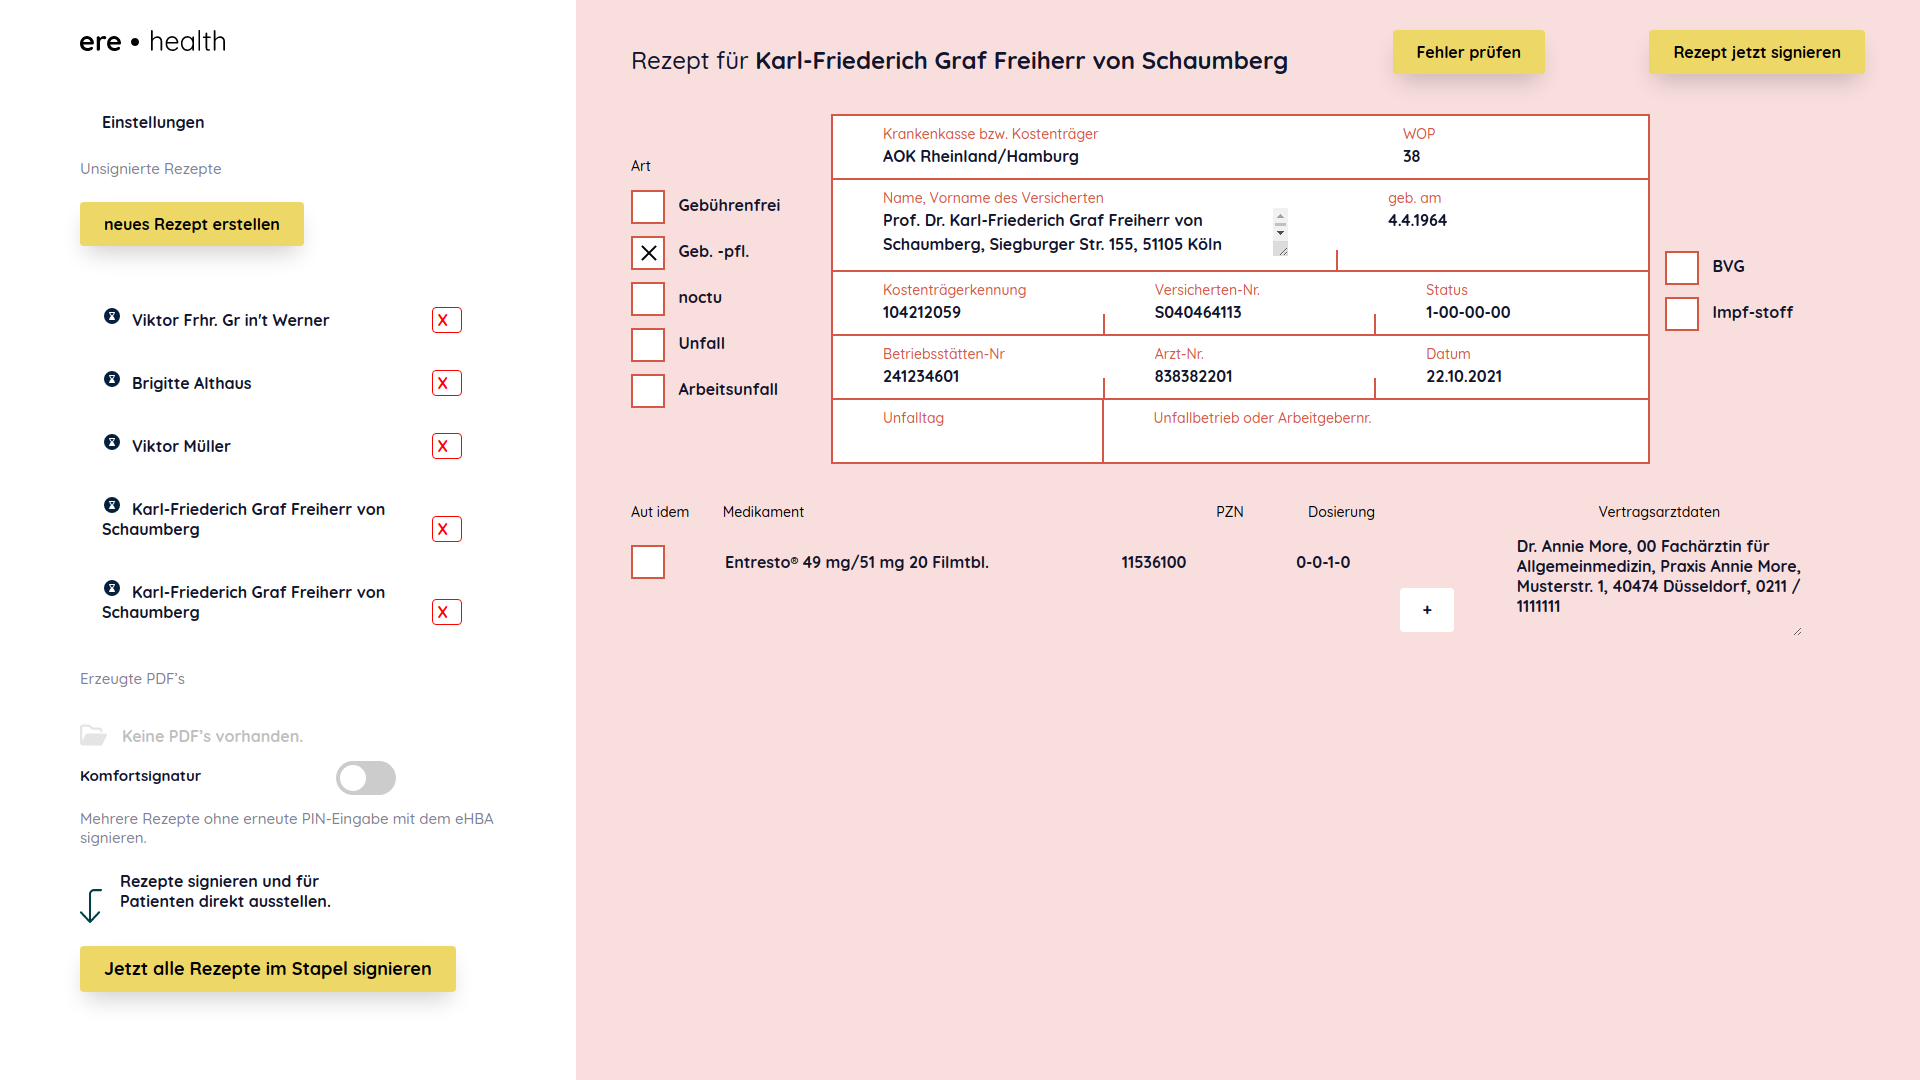 ere • health
Einstellungen
Unsignierte Rezepte
neues Rezept erstellen
Viktor Frhr. Gr in't Werner
X
Brigitte Althaus
X
Viktor Müller
X
Karl-Friederich Graf Freiherr von
Schaumberg
X
Karl-Friederich Graf Freiherr von
Schaumberg
X
Erzeugte PDF's
Keine PDF's vorhanden.
Komfortsignatur
Mehrere Rezepte ohne erneute PIN-Eingabe mit dem eHBA
signieren.
Rezepte signieren und für
Patienten direkt ausstellen.
Jetzt alle Rezepte im Stapel signieren
Rezept für Karl-Friederich Graf Freiherr von Schaumberg
Fehler prüfen
Rezept jetzt signieren
Art
Gebührenfrei
Geb. -pfl.
noctu
Unfall
Arbeitsunfall
Krankenkasse bzw. Kostenträger
AOK Rheinland/Hamburg
WOP
38
Name, Vorname des Versicherten
Prof. Dr. Karl-Friederich Graf Freiherr von
Schaumberg, Siegburger Str. 155, 51105 Köln
geb. am
4.4.1964
Kostenträgerkennung
104212059
Versicherten-Nr.
S040464113
Status
1-00-00-00
Betriebsstätten-Nr
241234601
Arzt-Nr.
838382201
Datum
22.10.2021
Unfalltag
Unfallbetrieb oder Arbeitgebernr.
BVG
Impf-stoff
Aut idem
Medikament
PZN
Dosierung
Vertragsarztdaten
Entresto® 49 mg/51 mg 20 Filmtbl.
11536100
0-0-1-0
+
Dr. Annie More, 00 Fachärztin für
Allgemeinmedizin, Praxis Annie More,
Musterstr. 1, 40474 Düsseldorf, 0211 /
1111111